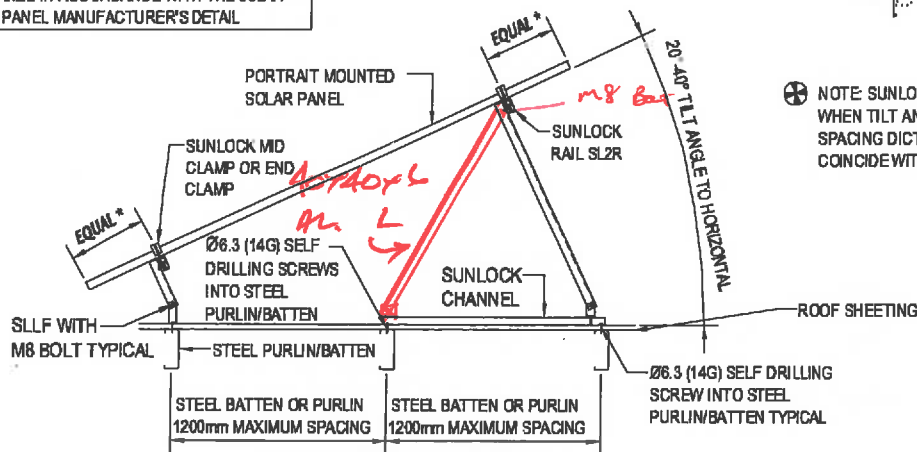 PANEL MANUFACTURER'S DETAIL
EQUAL *
PORTRAIT MOUNTED
SOLAR PANEL
M8
SUNLOCK
RAIL SL2R
20°-40° TILT ANGLE TO HORIZONTAL
NOTE: SUNLO
WHEN TILT AN
SPACING DICT
COINCIDE WIT
SUNLOCK MID
CLAMP OR END
CLAMP
40x40x6
AL. L
EQUAL *
Ø6.3 (14G) SELF
DRILLING SCREWS
INTO STEEL
PURLIN/BATTEN
SUNLOCK
CHANNEL
ROOF SHEETING
SLLF WITH
M8 BOLT TYPICAL
STEEL PURLIN/BATTEN
Ø6.3 (14G) SELF DRILLING
SCREW INTO STEEL
PURLIN/BATTEN TYPICAL
STEEL BATTEN OR PURLIN
1200mm MAXIMUM SPACING
STEEL BATTEN OR PURLIN
1200mm MAXIMUM SPACING